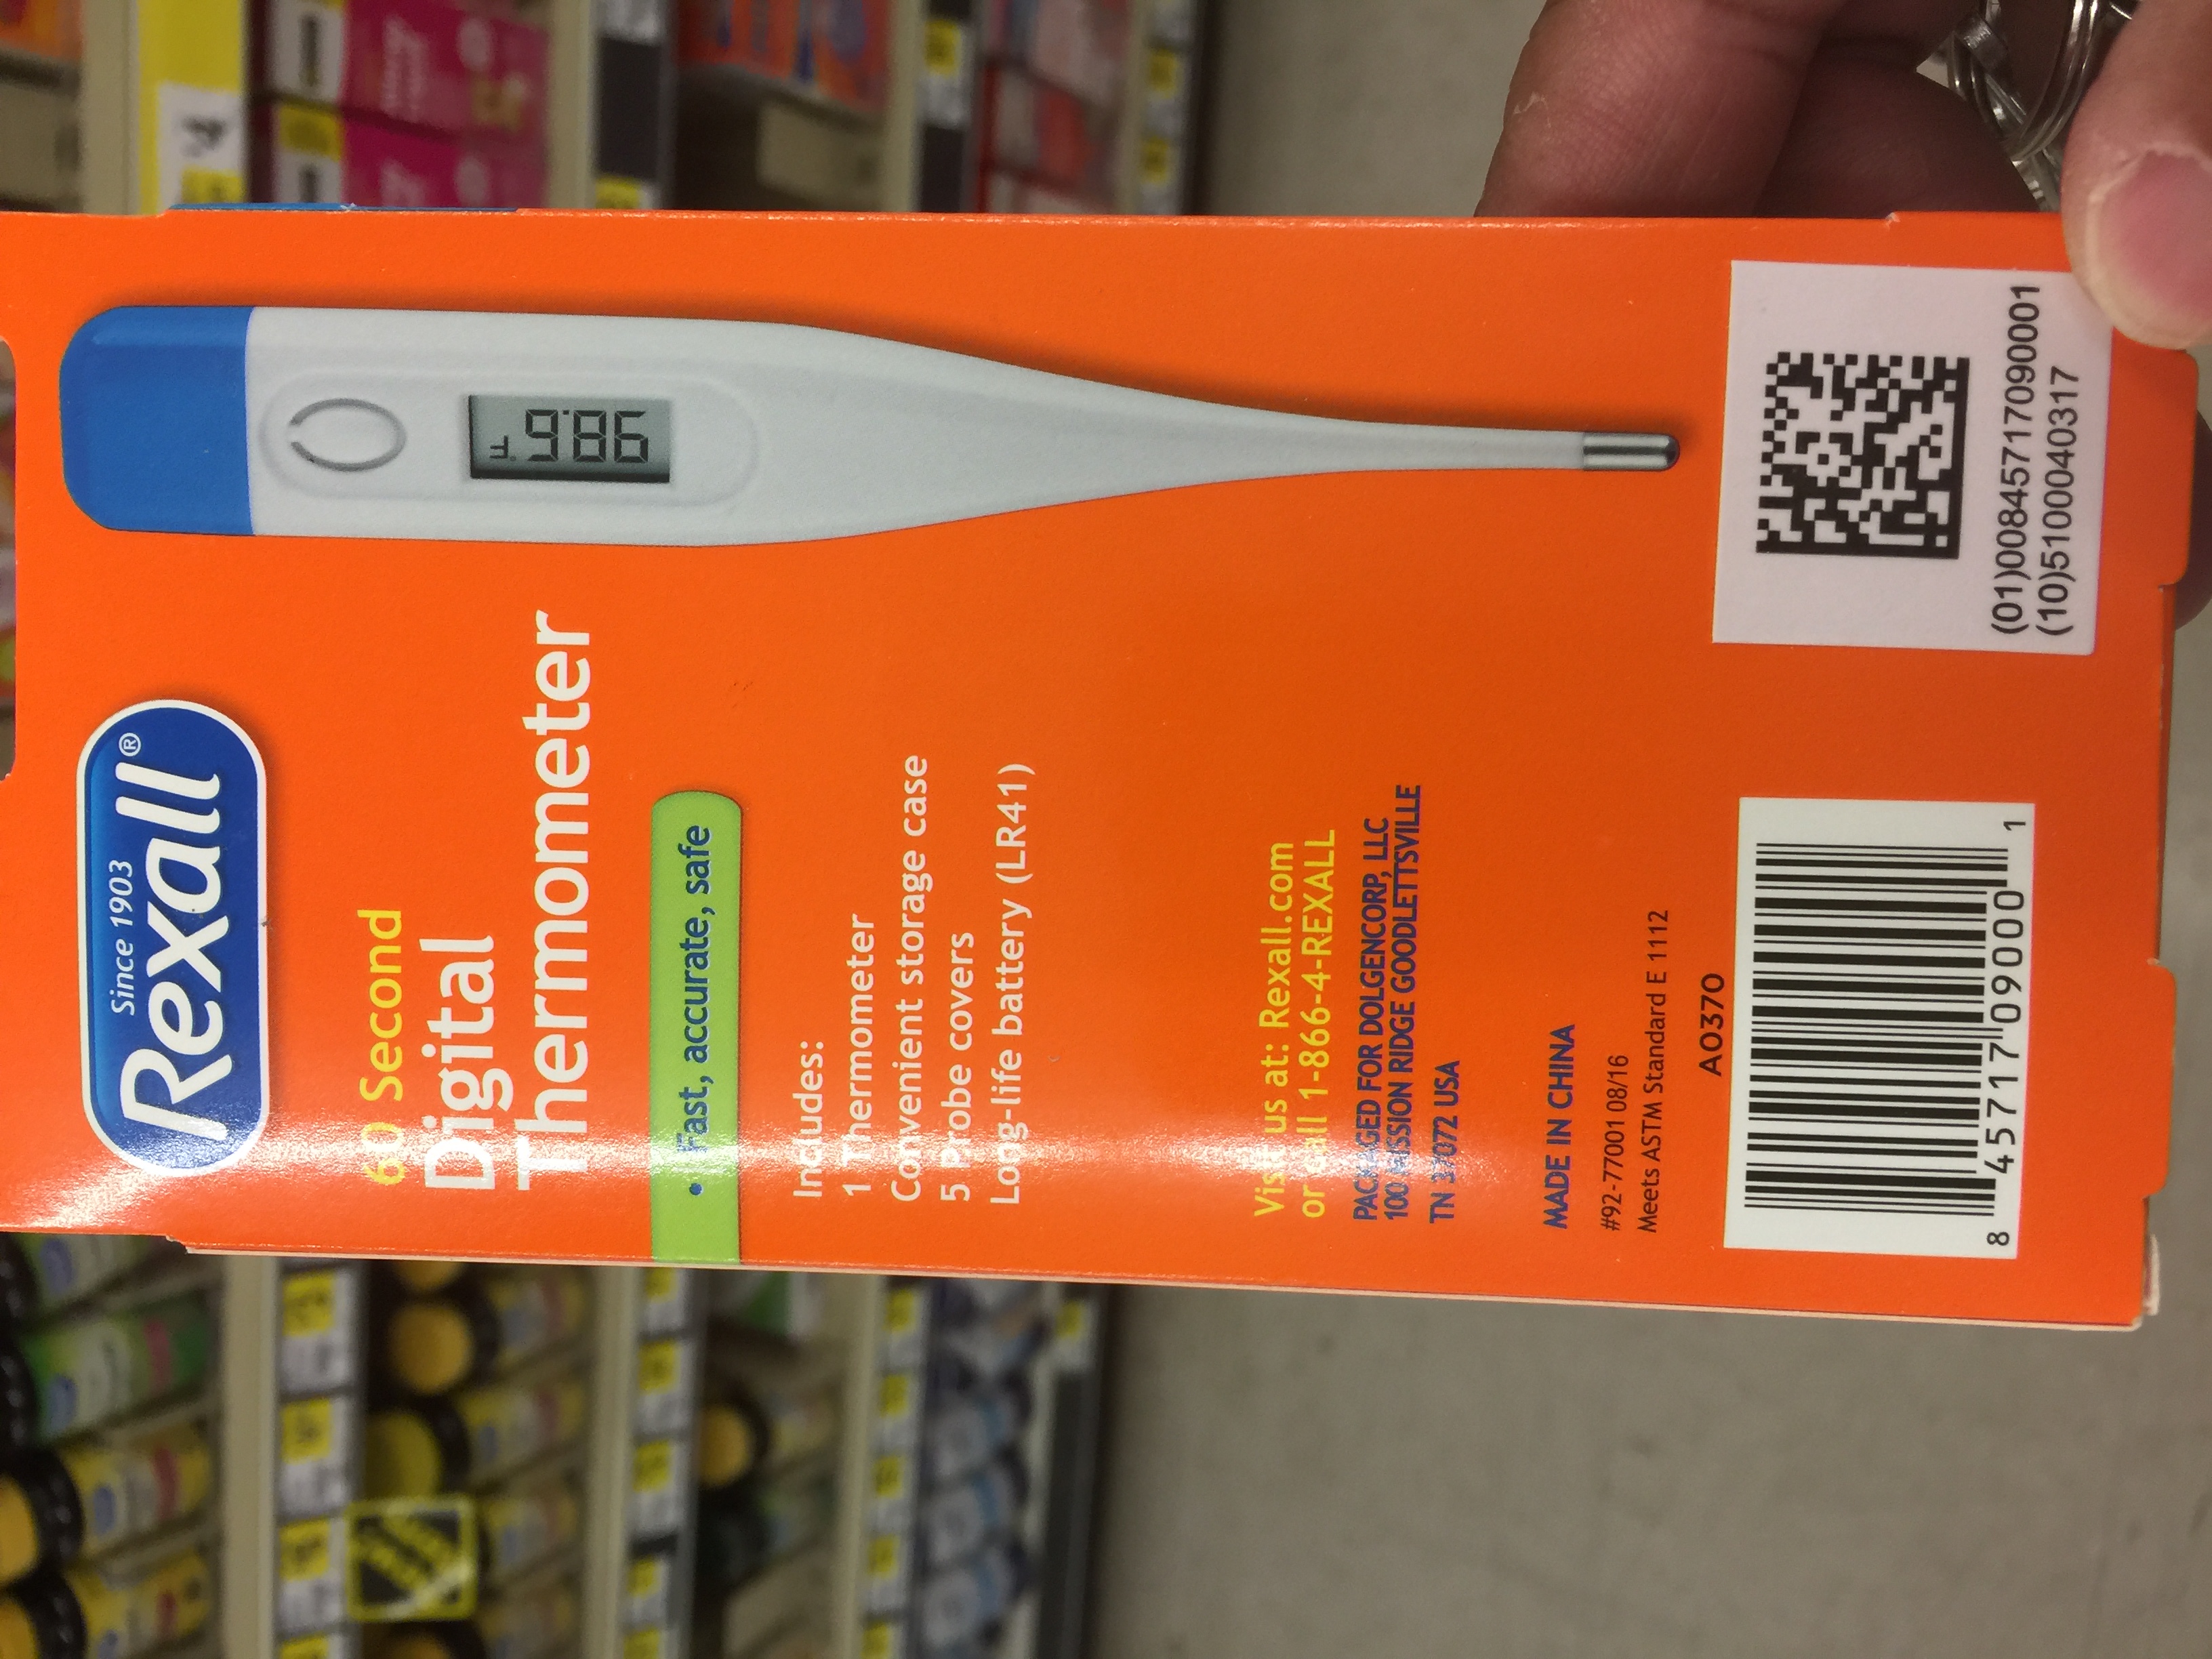 Since 1903
Rexall®
60 Second
Digital
Thermometer
• Fast, accurate, safe
Includes:
1 Thermometer
Convenient storage case
5 probe covers
Long-life battery (LR41)
Visit us at: Rexall.com
or call 1-866-4-REXALL
PACKAGED FOR DOLGENCORP, LLC
100 MISSION RIDGE GOODLETTSVILLE
TN 37072 USA
MADE IN CHINA
#92-77001 08/16
Meets ASTM Standard E 1112
A0370
8 45717 09000 1
98.6 °F
(01)00845717090001
(10)5100040317
$4